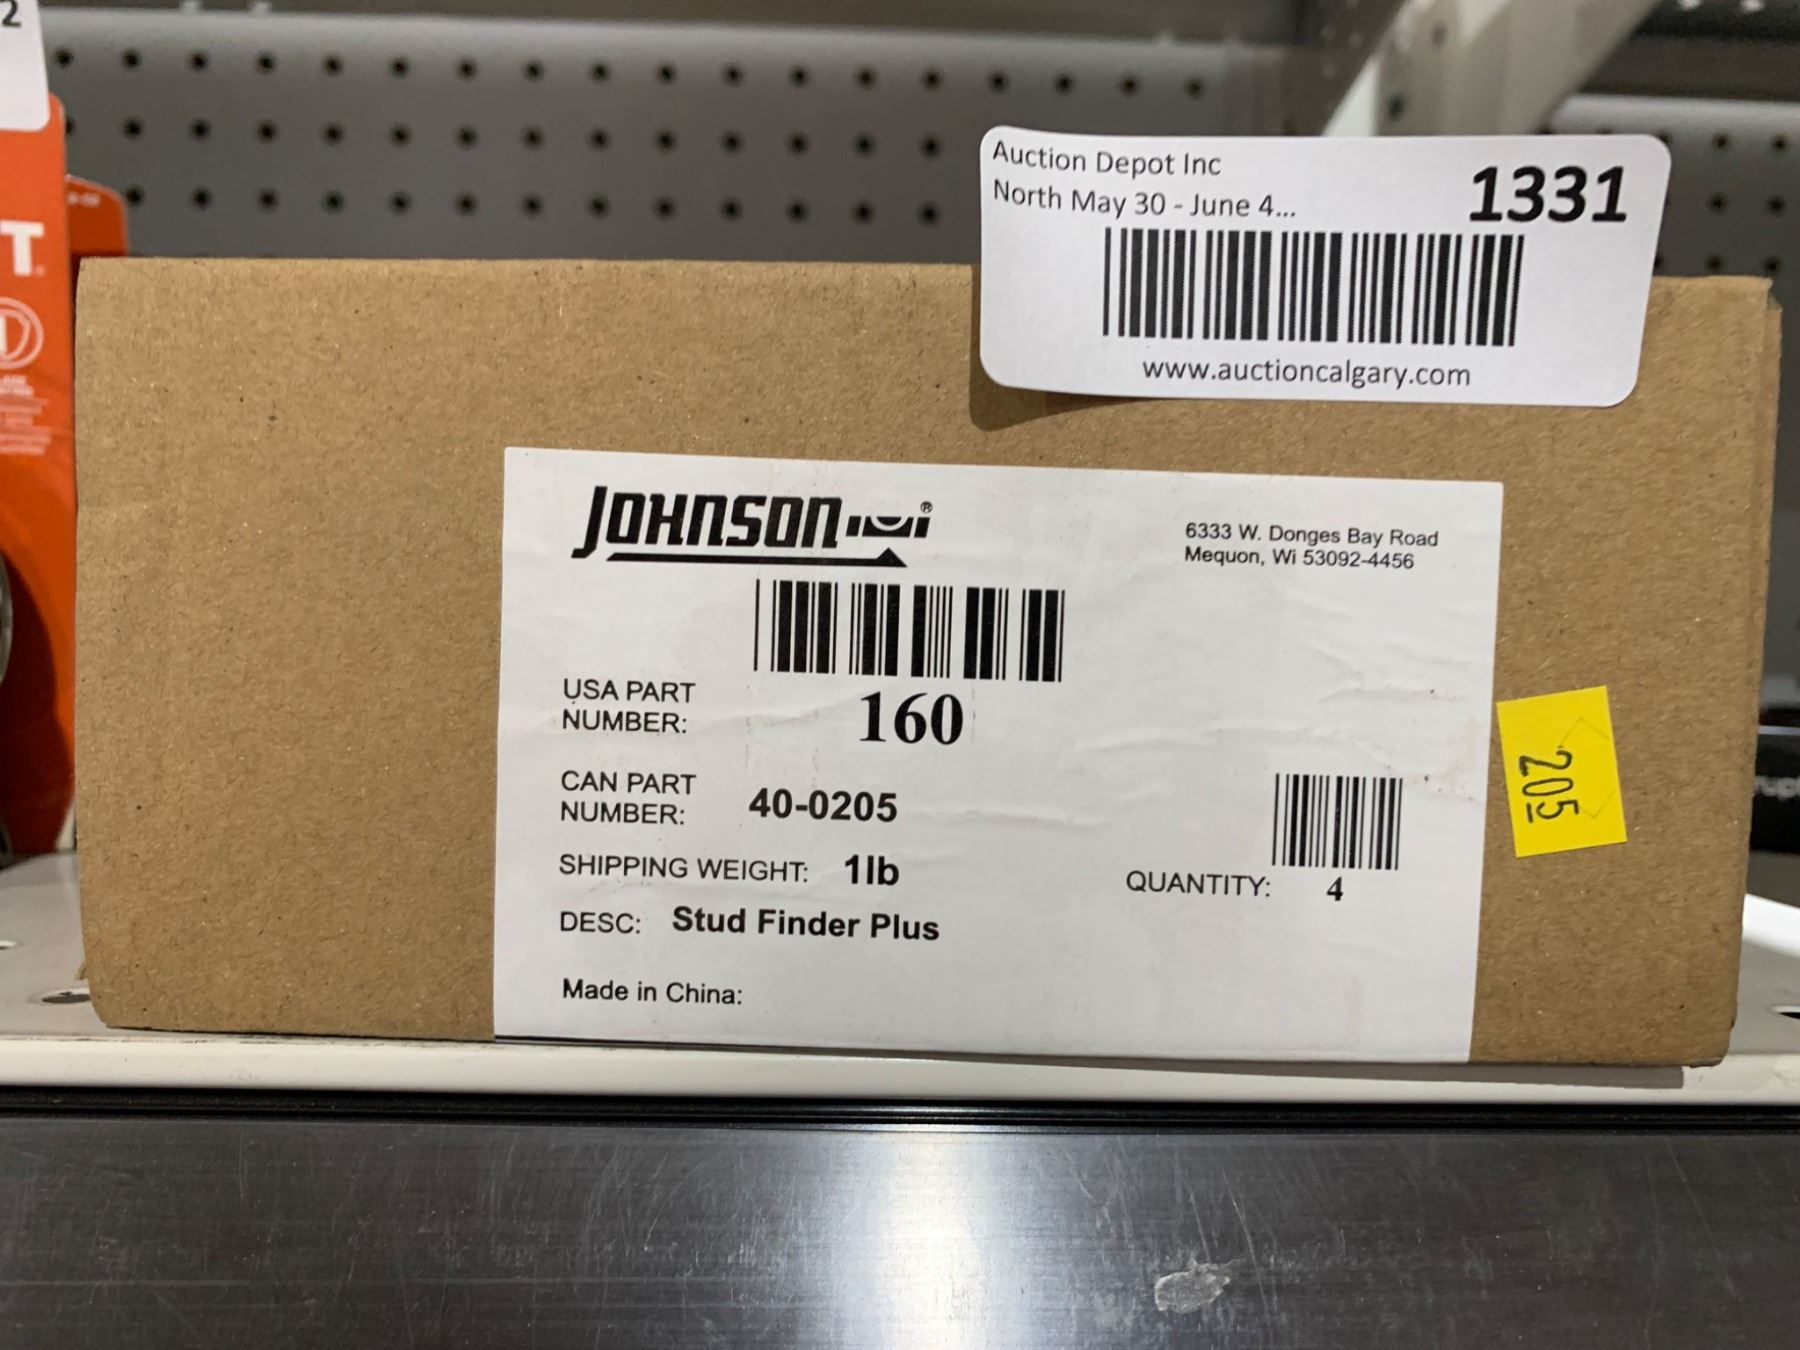 2
T
Auction Depot Inc
1331
North May 30 - June 4...
www.auctioncalgary.com
JOHNSON®
6333 W. Donges Bay Road
Mequon, Wi 53092-4456
USA PART
NUMBER:
160
CAN PART
NUMBER:
40-0205
SHIPPING WEIGHT: 1lb
QUANTITY: 4
DESC: Stud Finder Plus
Made in China:
205